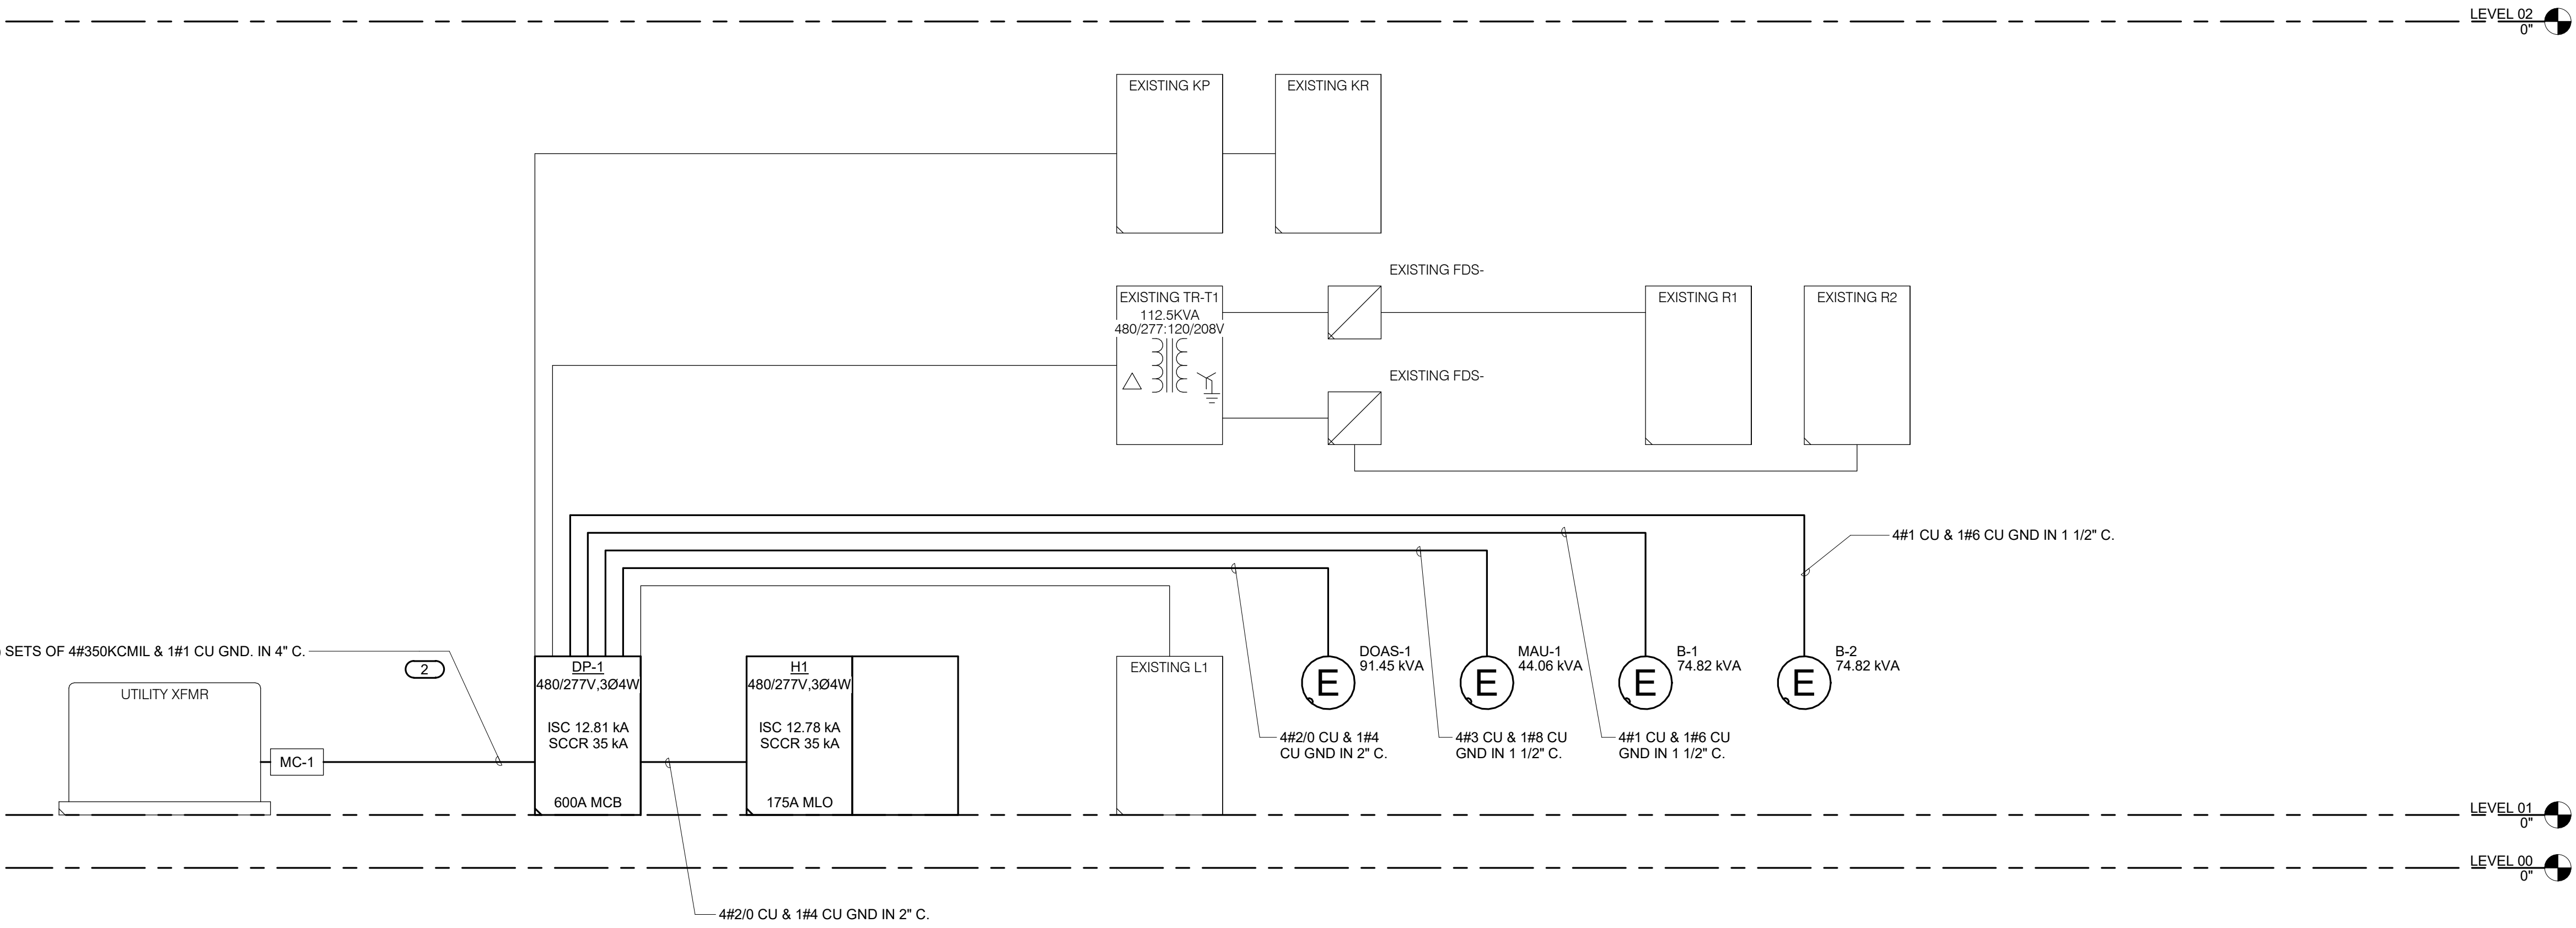 LEVEL 02
0"
EXISTING KP
EXISTING KR
EXISTING FDS-
EXISTING TR-T1
112.5KVA
480/277:120/208V
EXISTING R1
EXISTING R2
EXISTING FDS-
4#1 CU & 1#6 CU GND IN 1 1/2" C.
SETS OF 4#350KCMIL & 1#1 CU GND. IN 4" C.
2
UTILITY XFMR
MC-1
DP-1
480/277V,3Ø4W
ISC 12.81 kA
SCCR 35 kA
600A MCB
H1
480/277V,3Ø4W
ISC 12.78 kA
SCCR 35 kA
175A MLO
EXISTING L1
E
DOAS-1
91.45 kVA
E
MAU-1
44.06 kVA
E
B-1
74.82 kVA
E
B-2
74.82 kVA
4#2/0 CU & 1#4
CU GND IN 2" C.
4#3 CU & 1#8 CU
GND IN 1 1/2" C.
4#1 CU & 1#6 CU
GND IN 1 1/2" C.
LEVEL 01
0"
LEVEL 00
0"
4#2/0 CU & 1#4 CU GND IN 2" C.